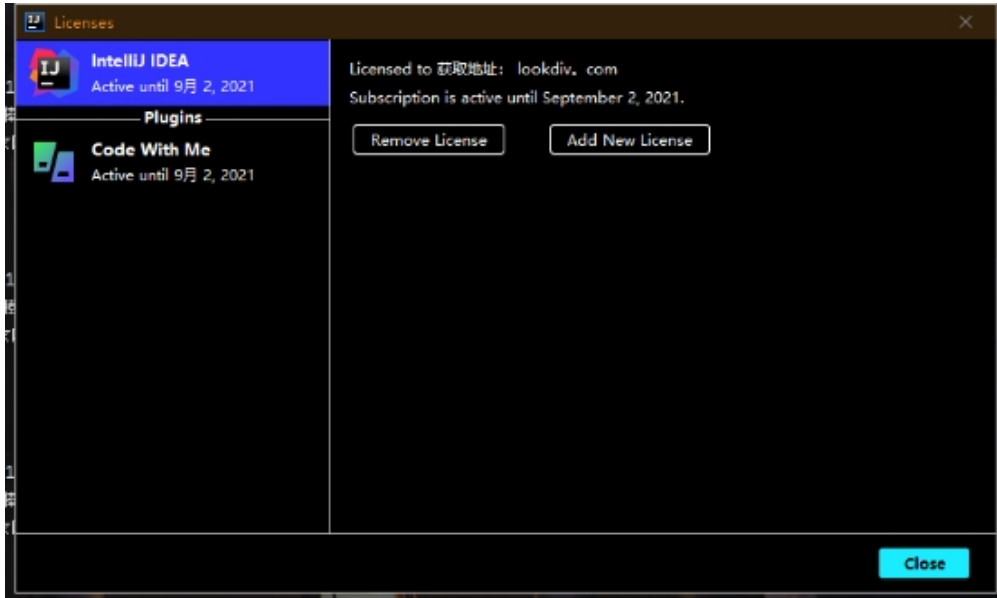 Licenses
IntelliJ IDEA
Active until 9月 2, 2021
Plugins
Code With Me
Active until 9月 2, 2021
Licensed to 获取地址： lookdiv。com
Subscription is active until September 2, 2021.
Remove License
Add New License
Close